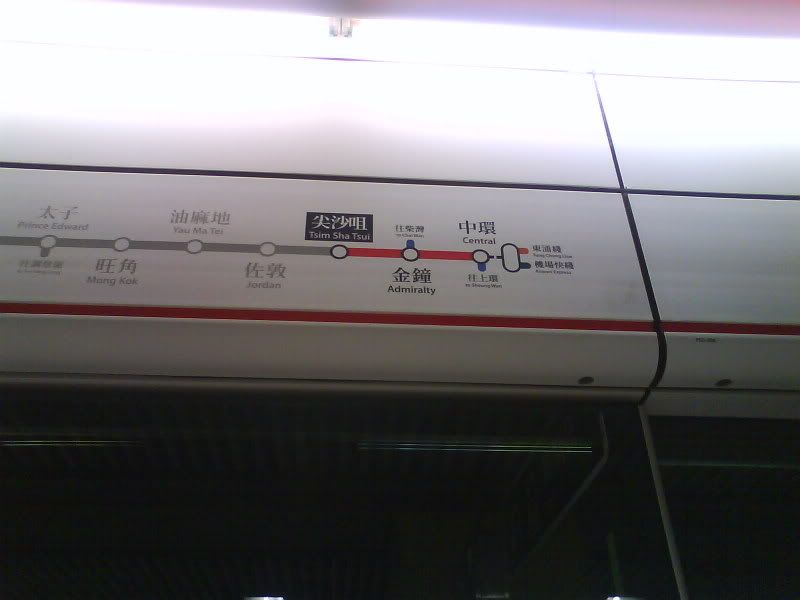 太子
Prince Edward
旺角
Mong Kok
油麻地
Yau Ma Tei
佐敦
Jordan
尖沙咀
Tsim Sha Tsui
往柴灣
to Chai Wan
金鐘
Admiralty
中環
Central
往上環
to Sheung Wan
東涌綫
Tung Chung Line
機場快綫
Airport Express